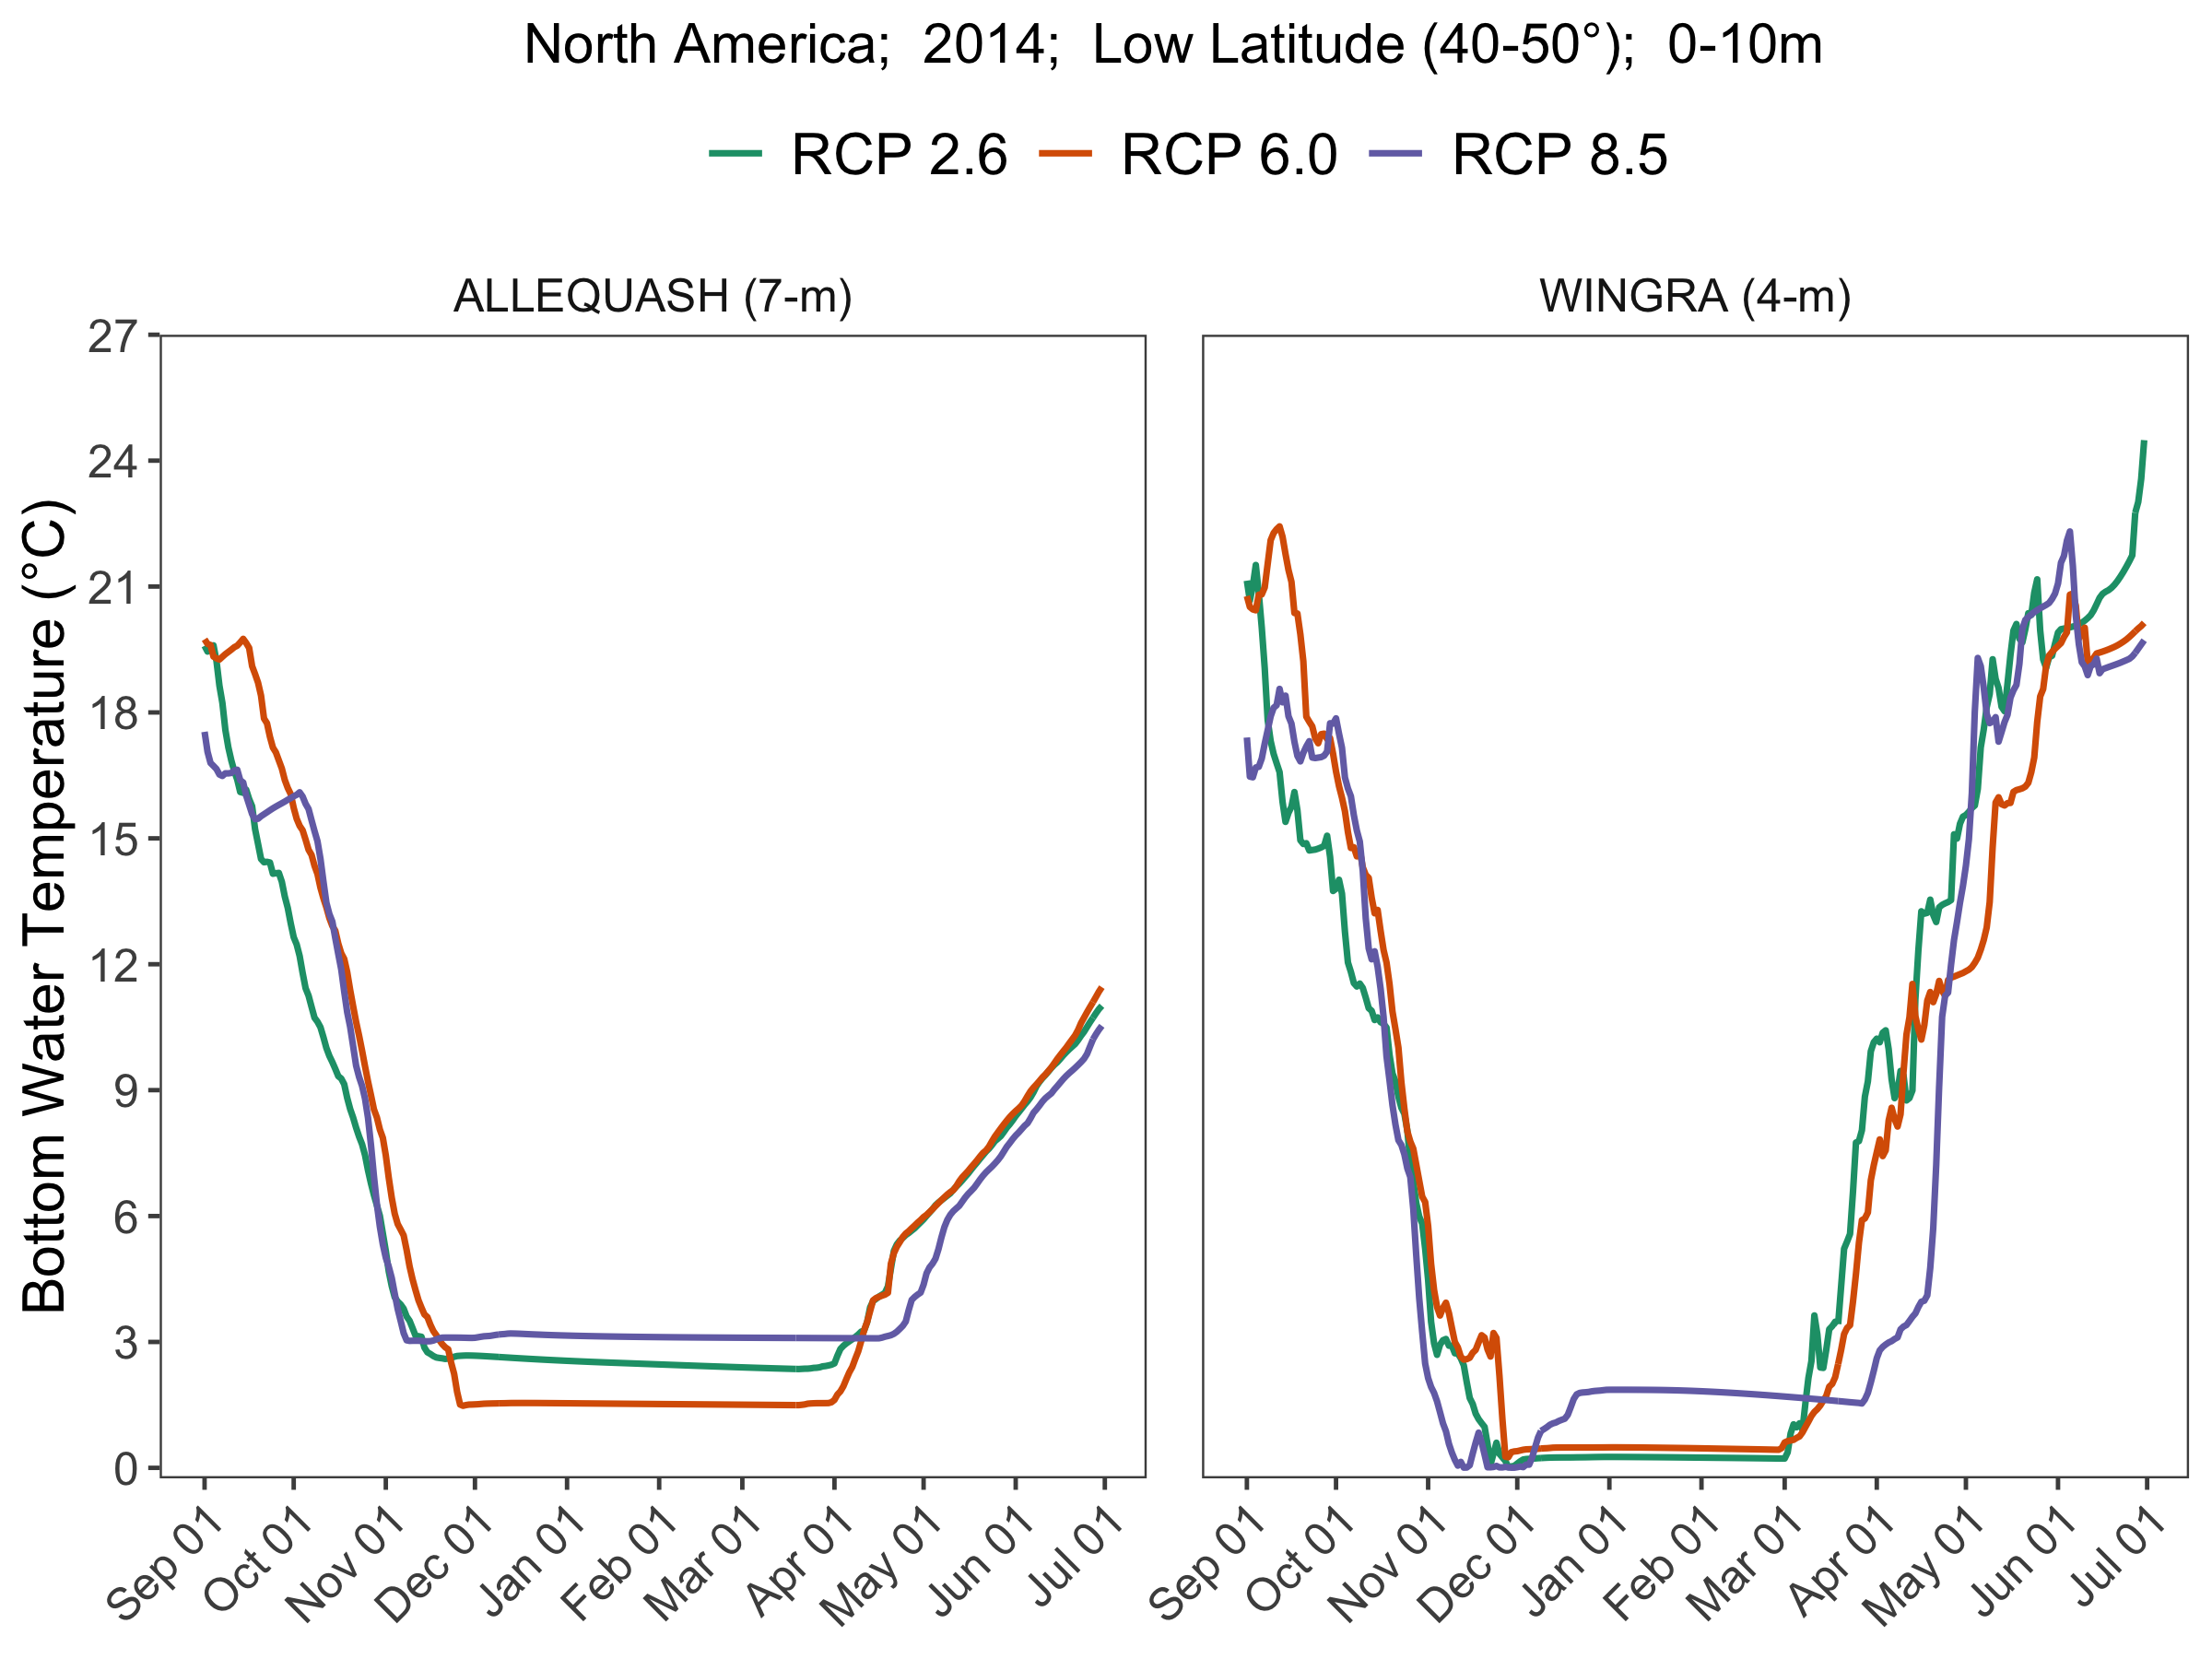 North America;  2014;  Low Latitude (40-50°);  0-10m
RCP 2.6 RCP 6.0 RCP 8.5
ALLEQUASH (7-m) WINGRA (4-m)
Bottom Water Temperature (°C)
27
24
21
18
15
12
9
6
3
0
Sep 01 Oct 01 Nov 01 Dec 01 Jan 01 Feb 01 Mar 01 Apr 01 May 01 Jun 01 Jul 01 Sep 01 Oct 01 Nov 01 Dec 01 Jan 01 Feb 01 Mar 01 Apr 01 May 01 Jun 01 Jul 01